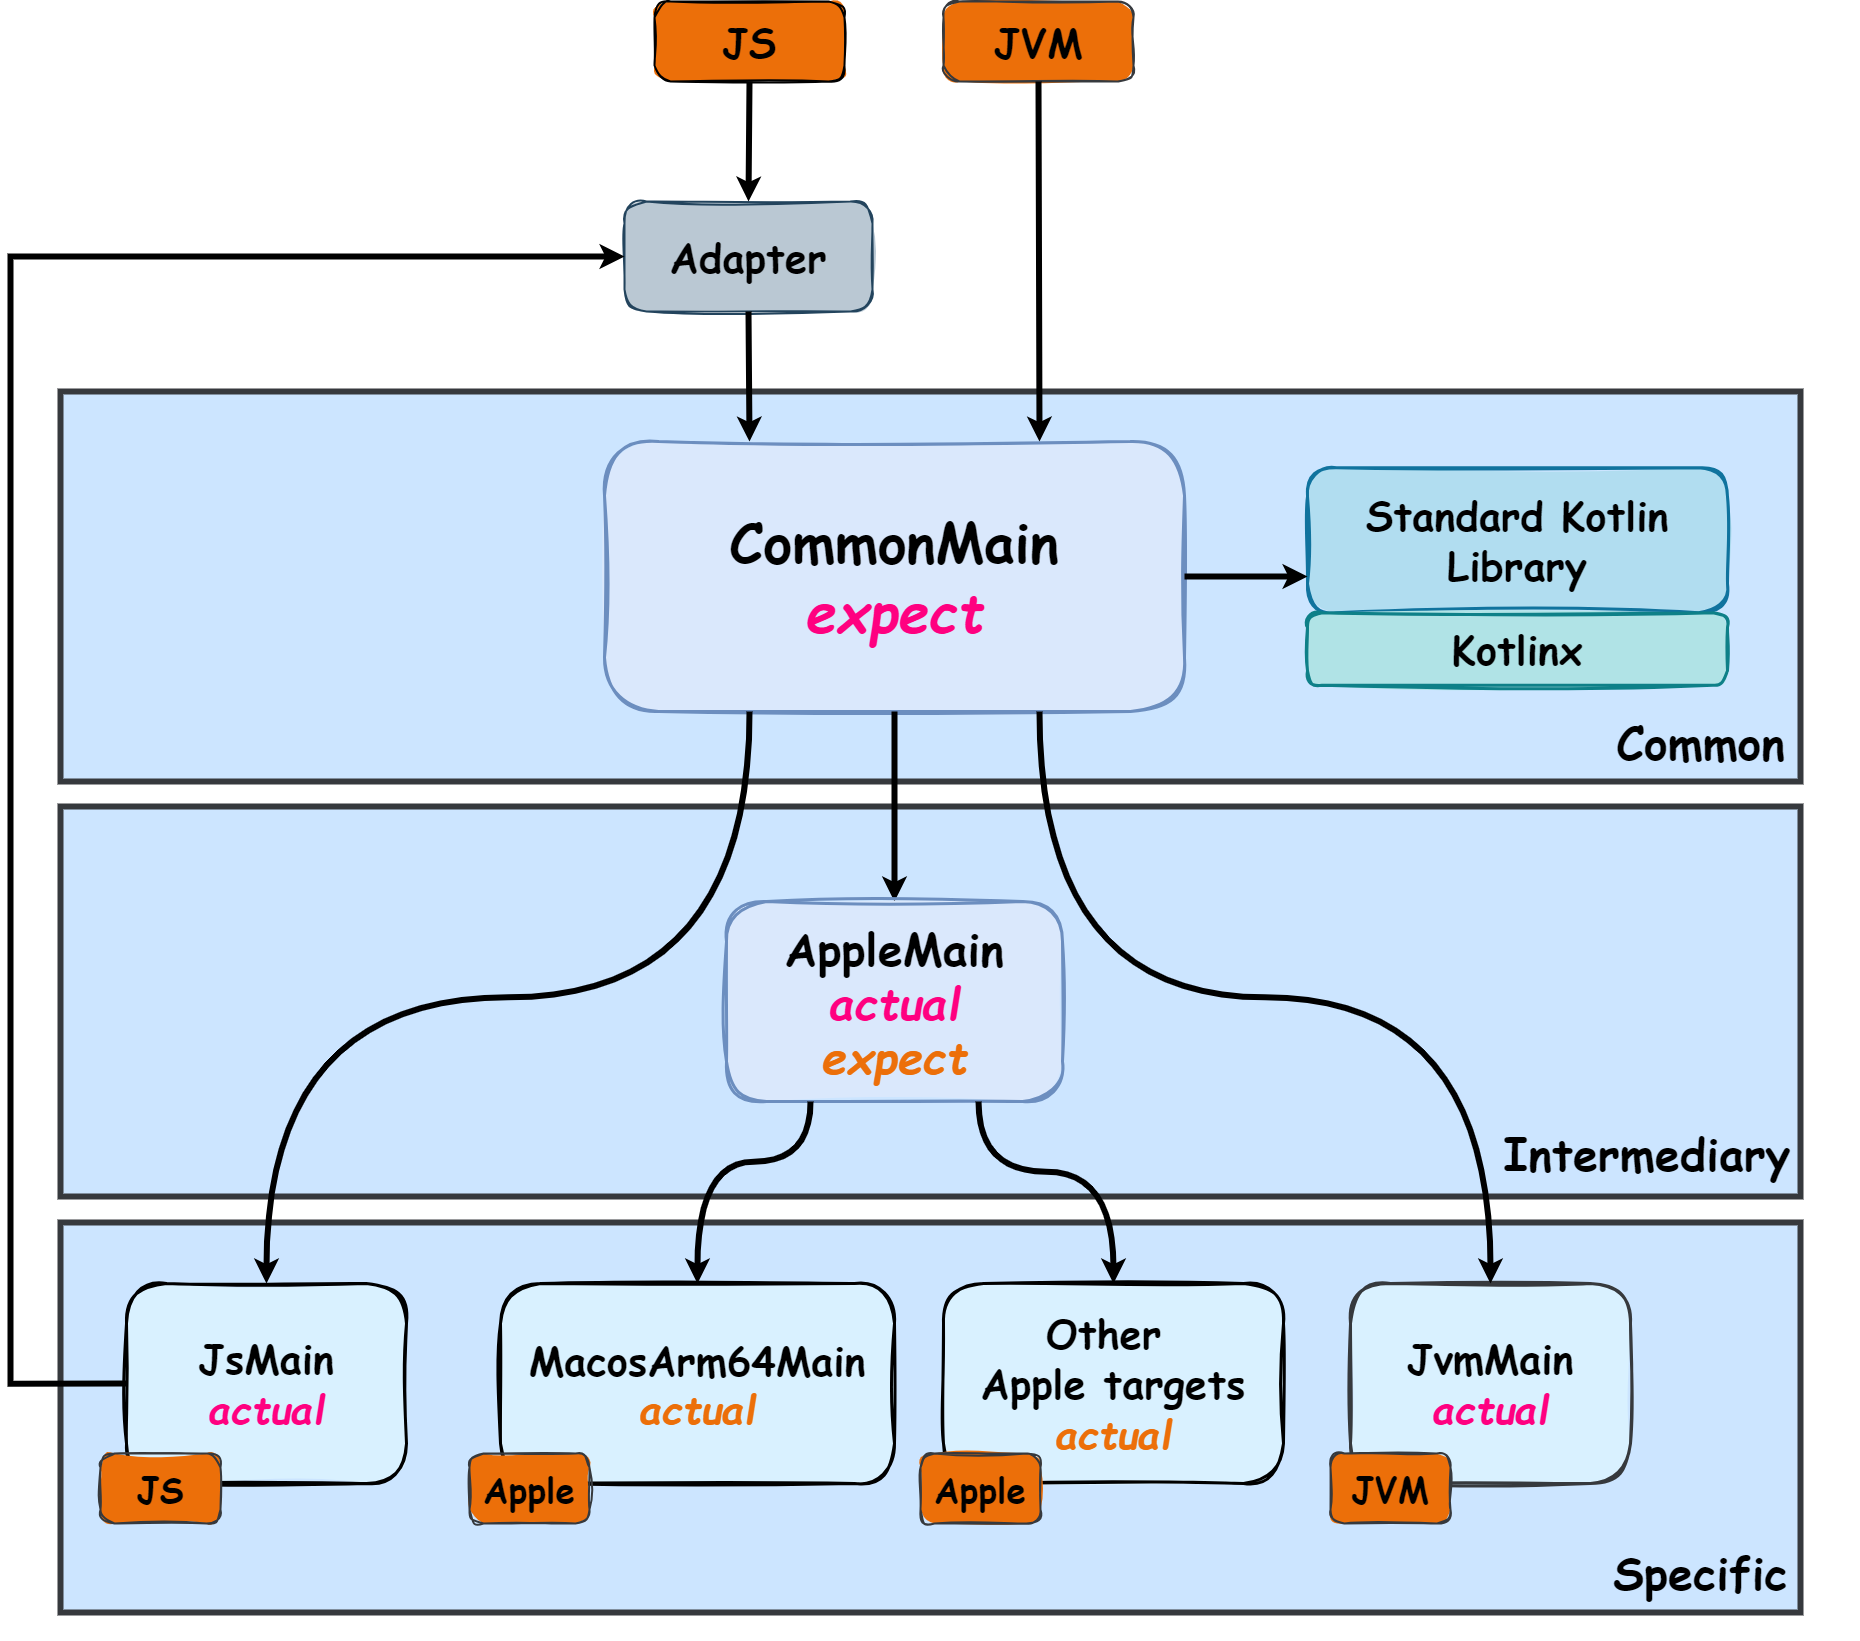 JS
JVM
Adapter
CommonMain
expect
Standard Kotlin
Library
Kotlinx
Common
AppleMain
actual
expect
Intermediary
JsMain
actual
JS
MacosArm64Main
actual
Apple
Other
Apple targets
actual
Apple
JvmMain
actual
JVM
Specific